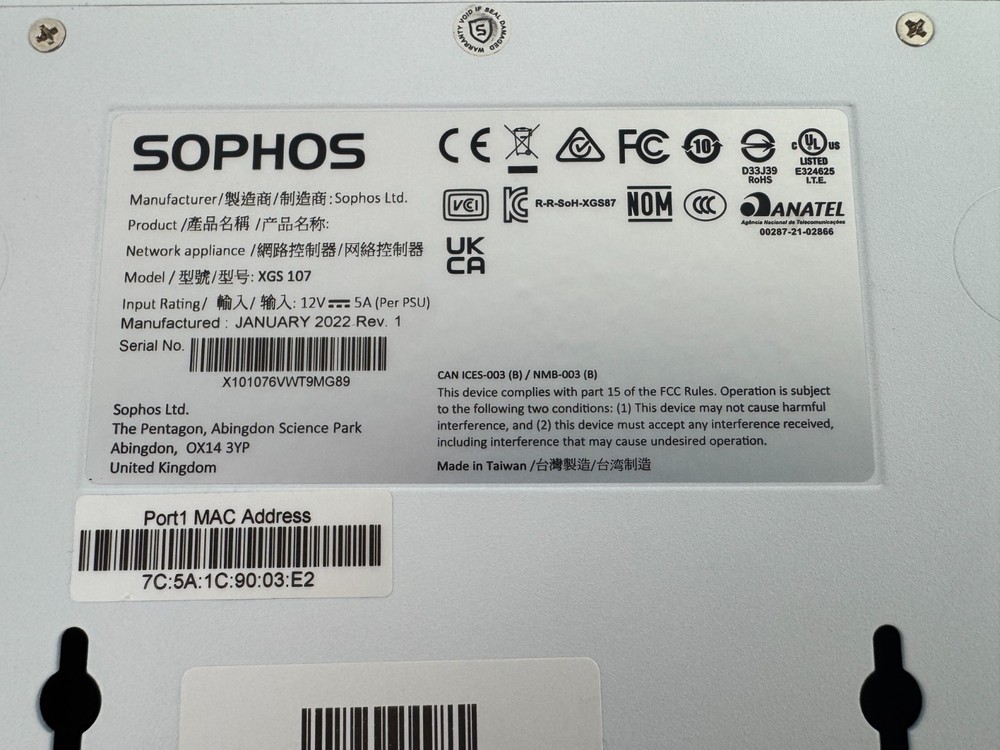 WARRANTY VOID IF SEAL DAMAGED
S
SOPHOS
Manufacturer/製造商/制造商: Sophos Ltd.
Product /產品名稱 /产品名称:
Network appliance /網路控制器/网络控制器
Model / 型號/型号: XGS 107
Input Rating/ 輸入/ 输入: 12V 5A (Per PSU)
Manufactured : JANUARY 2022 Rev. 1
Serial No.
X101076VWT9MG89
Sophos Ltd.
The Pentagon, Abingdon Science Park
Abingdon, OX14 3YP
United Kingdom
CE
FC
10
D33J39
RoHS
c UL US
LISTED
E324625
I.T.E.
VCI
R-R-SoH-XGS87
NOM
CCC
ANATEL
Agência Nacional de Telecomunicações
00287-21-02866
UK
CA
CAN ICES-003 (B) / NMB-003 (B)
This device complies with part 15 of the FCC Rules. Operation is subject
to the following two conditions: (1) This device may not cause harmful
interference, and (2) this device must accept any interference received,
including interference that may cause undesired operation.
Made in Taiwan /台灣製造/台湾制造
Port1 MAC Address
7C:5A:1C:90:03:E2